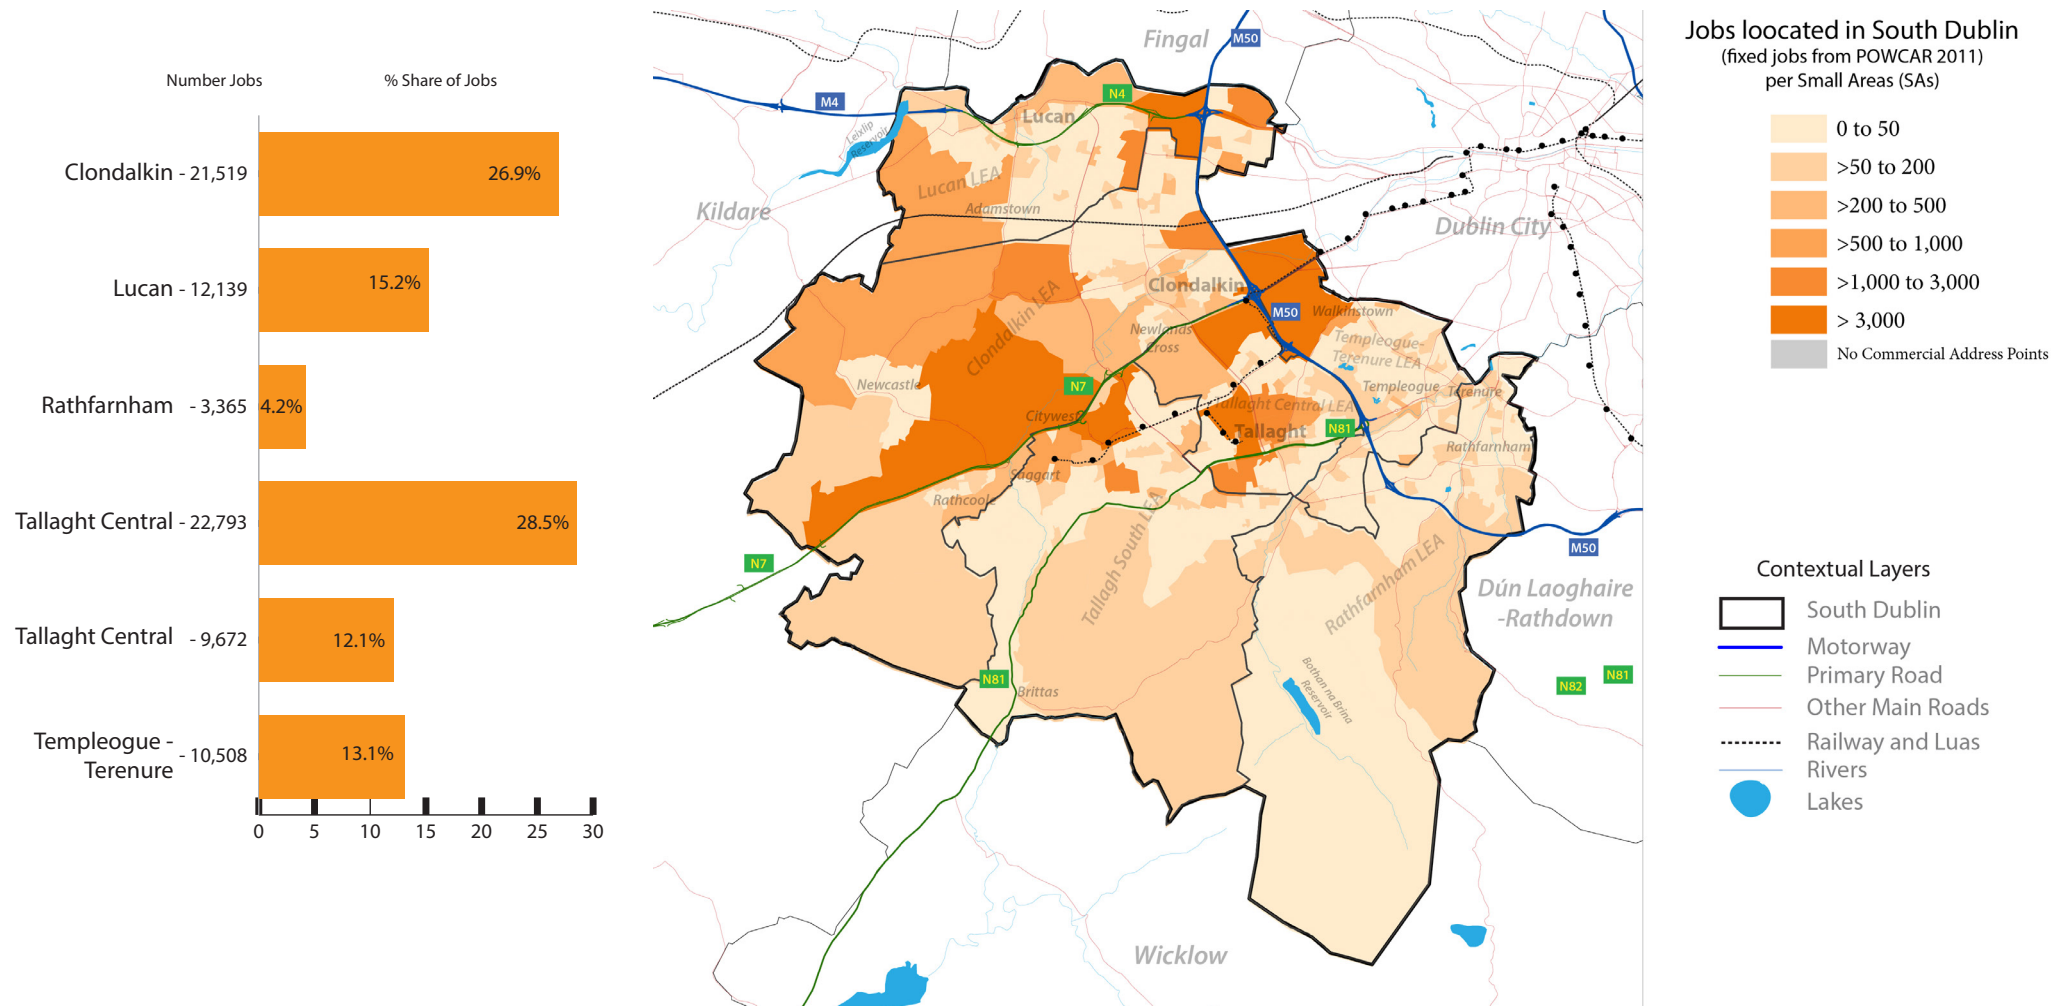 Number Jobs
% Share of Jobs
Clondalkin - 21,519
26.9%
Lucan - 12,139
15.2%
Rathfarnham - 3,365
4.2%
Tallaght Central - 22,793
28.5%
Tallaght Central - 9,672
12.1%
Templeogue -
Terenure
- 10,508
13.1%
0 5 10 15 20 25 30
Fingal
M50
M4
N4
Lucan
Leixlip
Reservoir
Lucan LEA
Kildare
Adamstown
Dublin City
Clondalkin
Clondalkin LEA
M50
Walkinstown
Newlands
Cross
Templeogue-
Terenure LEA
Newcastle
N7
Templeogue
Terenure
Citywest
Tallaght Central LEA
Tallaght
N81
Rathfarnham
Saggart
Rathcoole
Tallagh South LEA
N7
M50
Rathfarnham LEA
Dún Laoghaire
-Rathdown
N81
Brittas
Bothan na Brina
Reservoir
N82
N81
Wicklow
Jobs loocated in South Dublin
(fixed jobs from POWCAR 2011)
per Small Areas (SAs)
0 to 50
>50 to 200
>200 to 500
>500 to 1,000
>1,000 to 3,000
> 3,000
No Commercial Address Points
Contextual Layers
South Dublin
Motorway
Primary Road
Other Main Roads
Railway and Luas
Rivers
Lakes